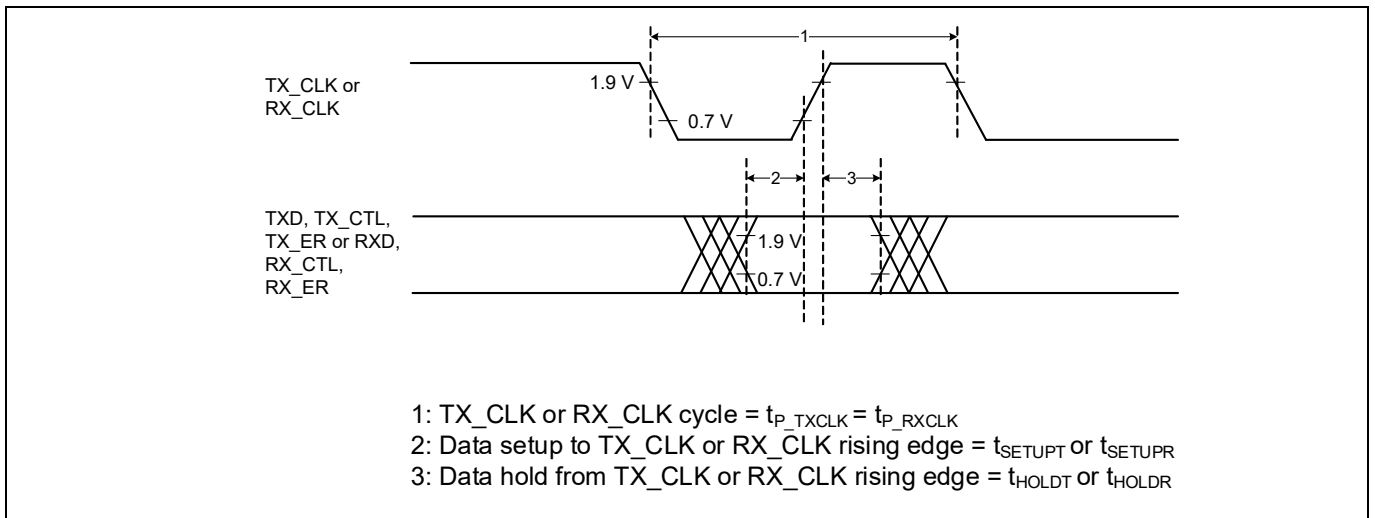 1
TX_CLK or
RX_CLK
1.9 V
0.7 V
2
3
TXD, TX_CTL,
TX_ER or RXD,
RX_CTL,
RX_ER
1.9 V
0.7 V
1: TX_CLK or RX_CLK cycle = tP_TXCLK = tP_RXCLK
2: Data setup to TX_CLK or RX_CLK rising edge = tSETUPT or tSETUPR
3: Data hold from TX_CLK or RX_CLK rising edge = tHOLDT or tHOLDR